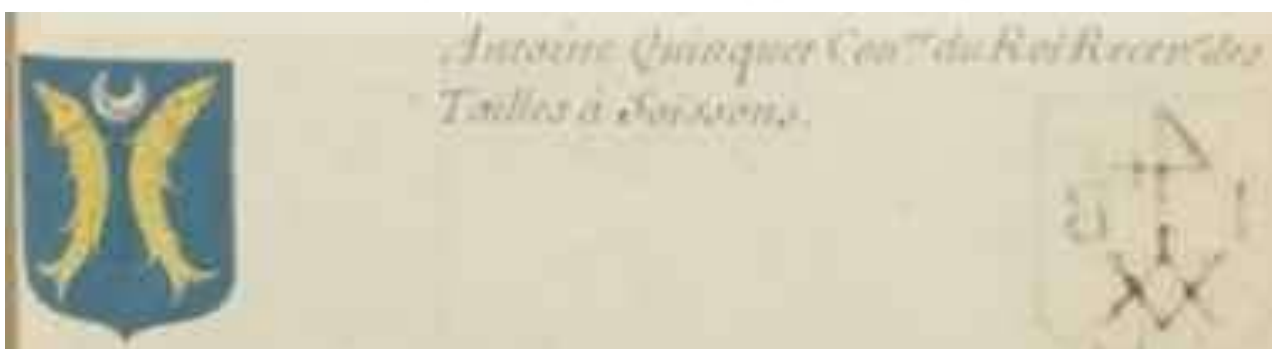 Antoine Quinquet Con.er du Roi Recev.r des
Tailles à Soissons.